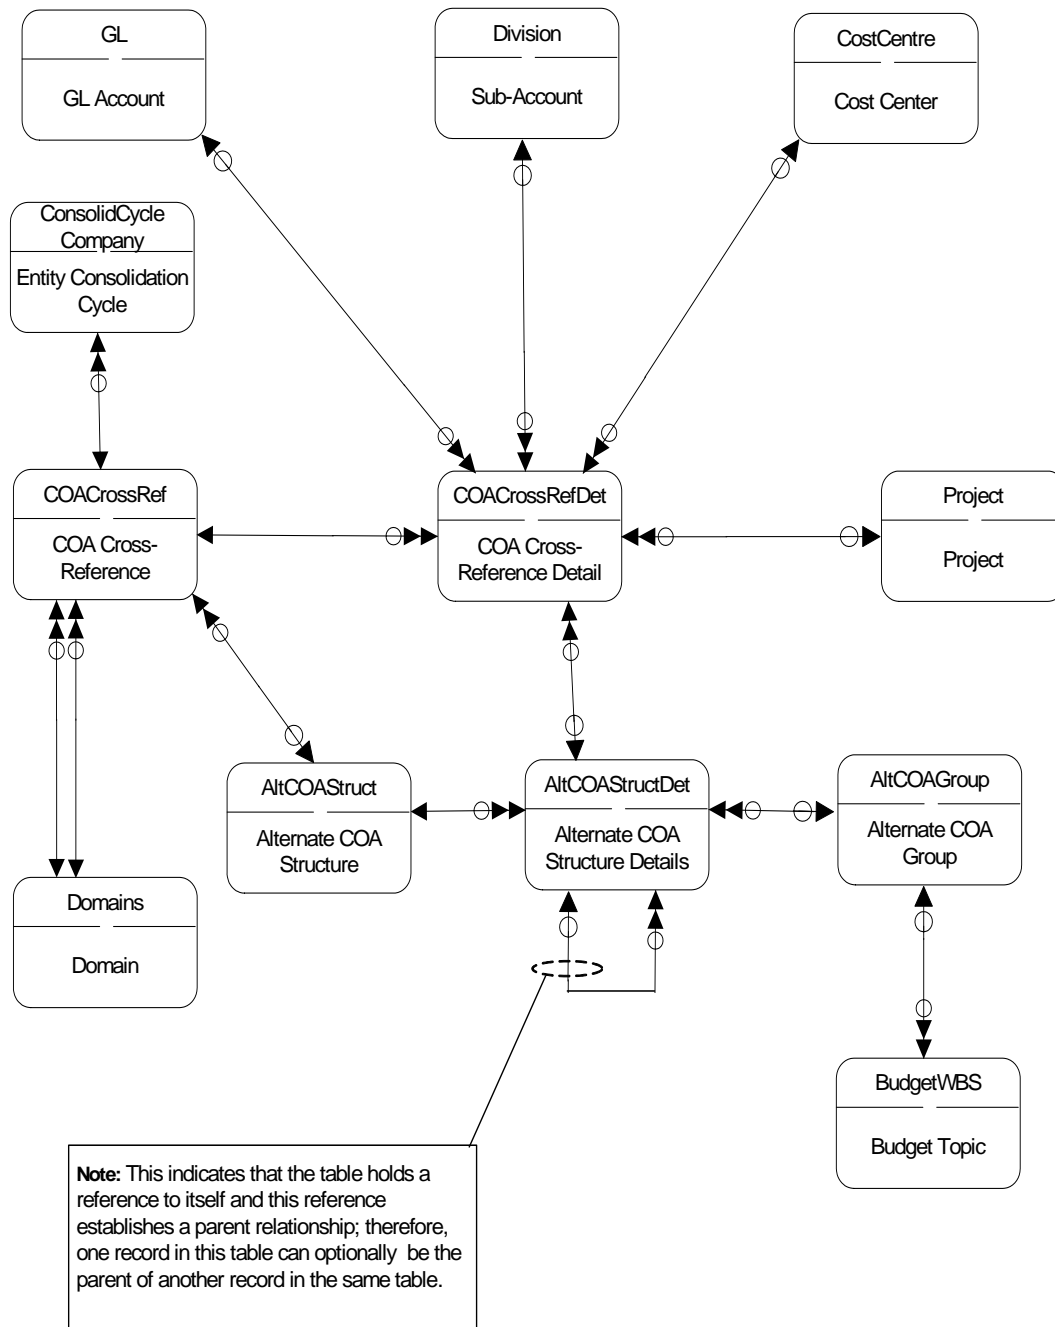 GL
GL Account
Division
Sub-Account
CostCentre
Cost Center
ConsolidCycle
Company
Entity Consolidation
Cycle
COACrossRef
COA Cross-
Reference
COACrossRefDet
COA Cross-
Reference Detail
Project
Project
AltCOAStruct
Alternate COA
Structure
AltCOAStructDet
Alternate COA
Structure Details
AltCOAGroup
Alternate COA
Group
Domains
Domain
BudgetWBS
Budget Topic
Note: This indicates that the table holds a
reference to itself and this reference
establishes a parent relationship; therefore,
one record in this table can optionally be the
parent of another record in the same table.